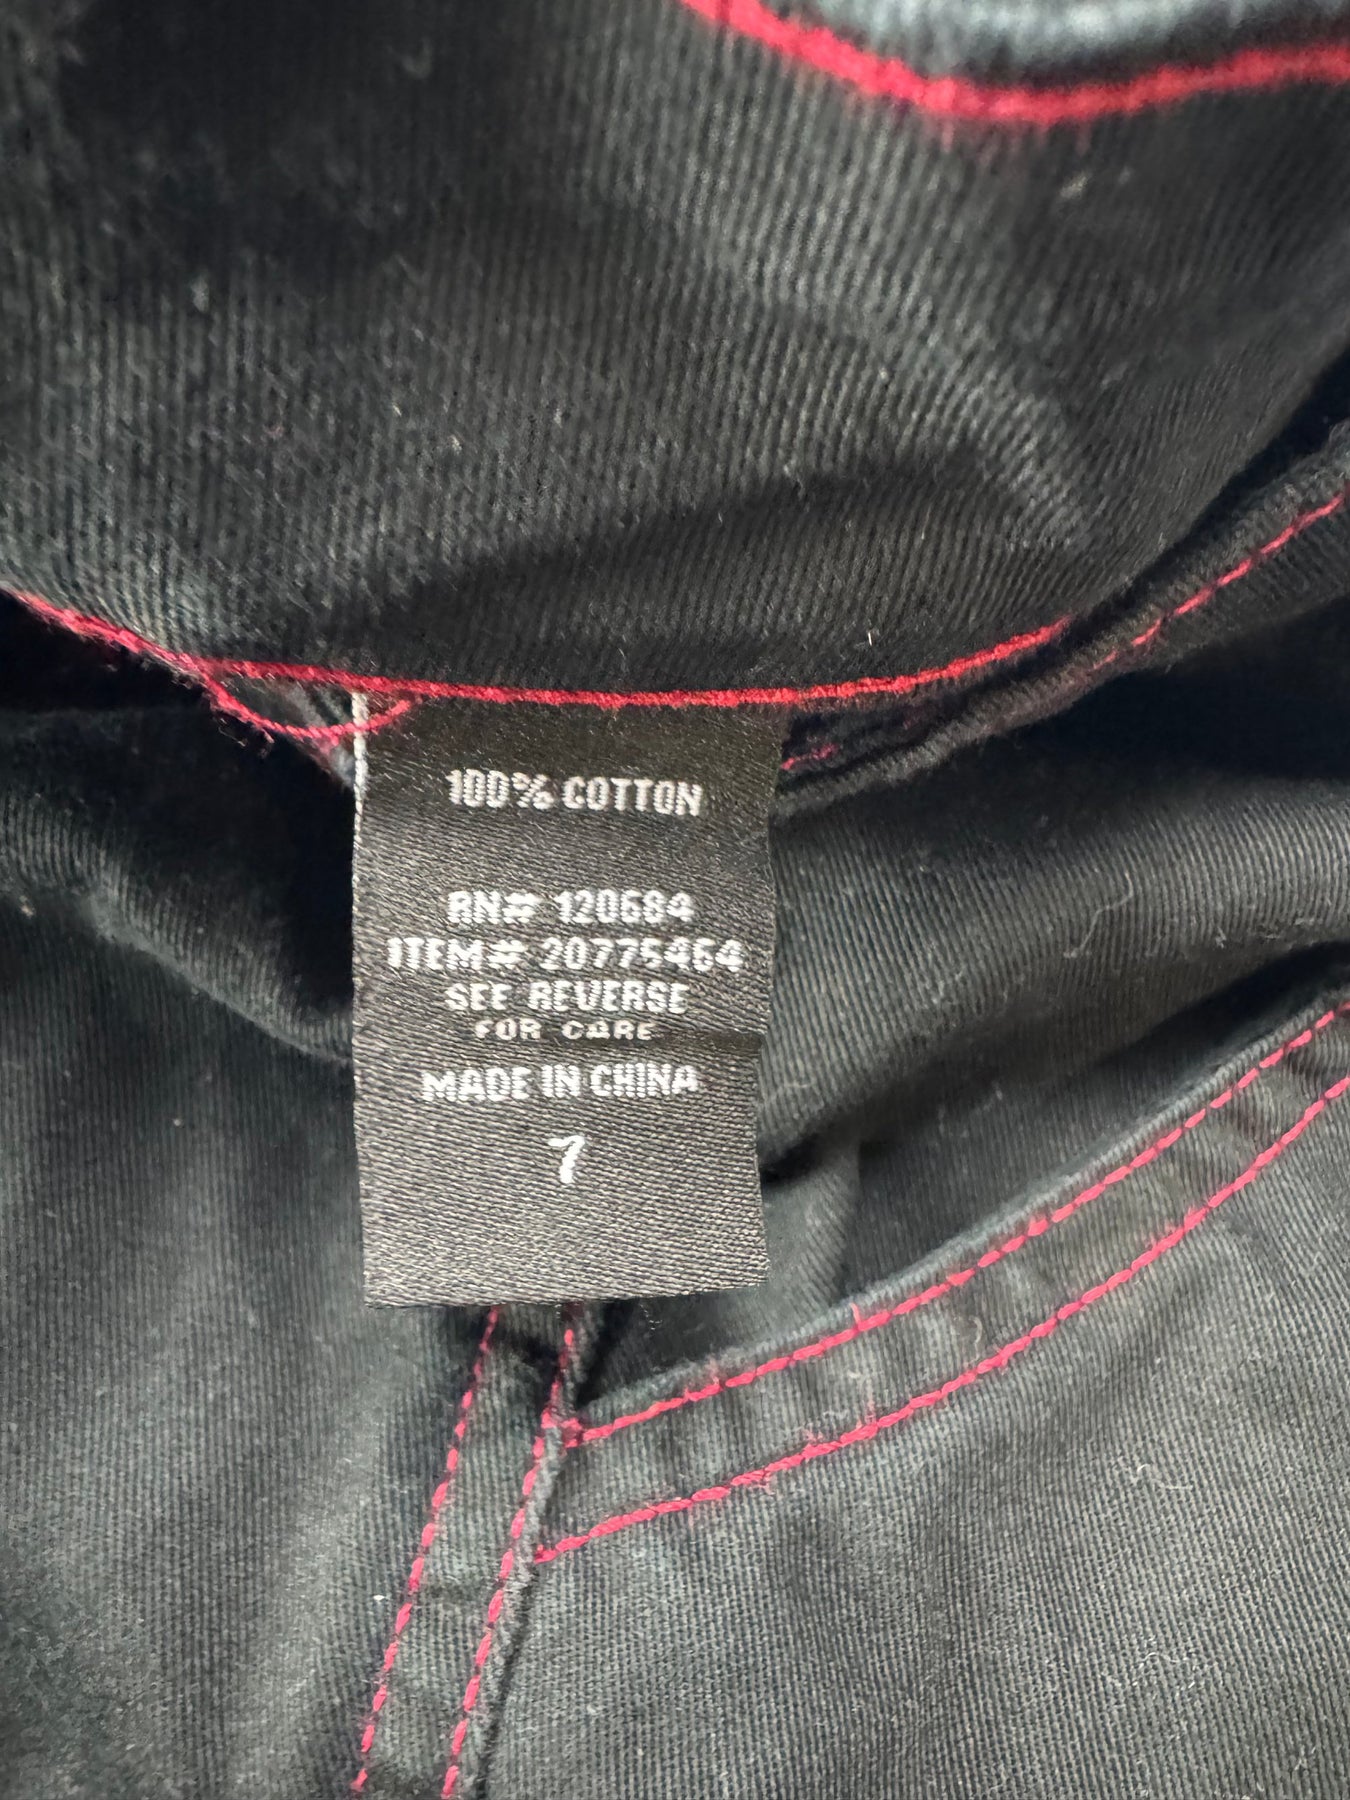 100% COTTON
RN# 120684
ITEM# 20775464
SEE REVERSE
FOR CARE
MADE IN CHINA
7